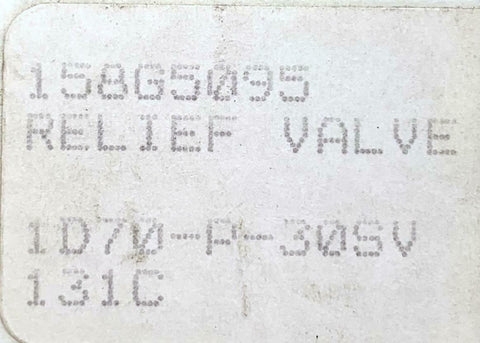 158G5095
RELIEF VALVE
1D70-P-30SV
131C